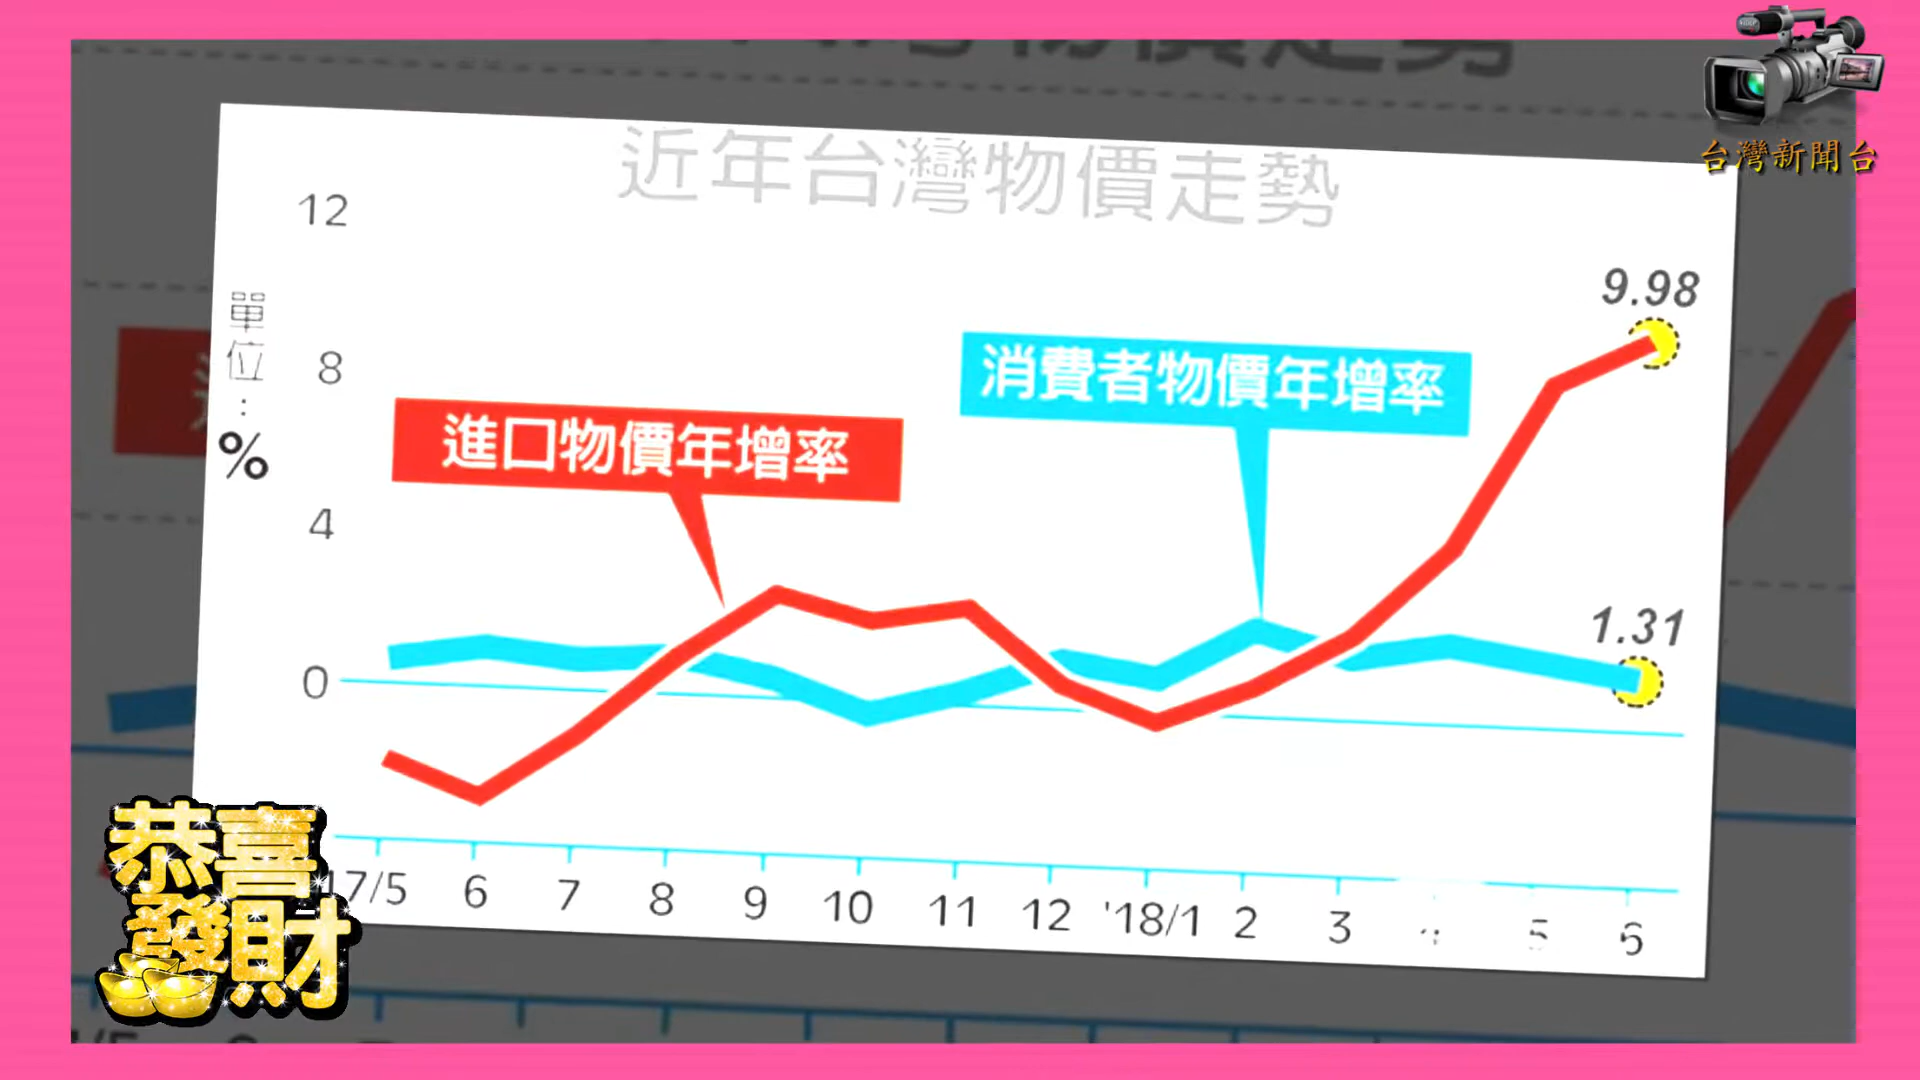 近年台灣物價走勢
台灣新聞台
12
單位：%
8
4
0
9.98
消費者物價年增率
進口物價年增率
1.31
17/5 6 7 8 9 10 11 12 '18/1 2 3 5 6
恭喜
發財